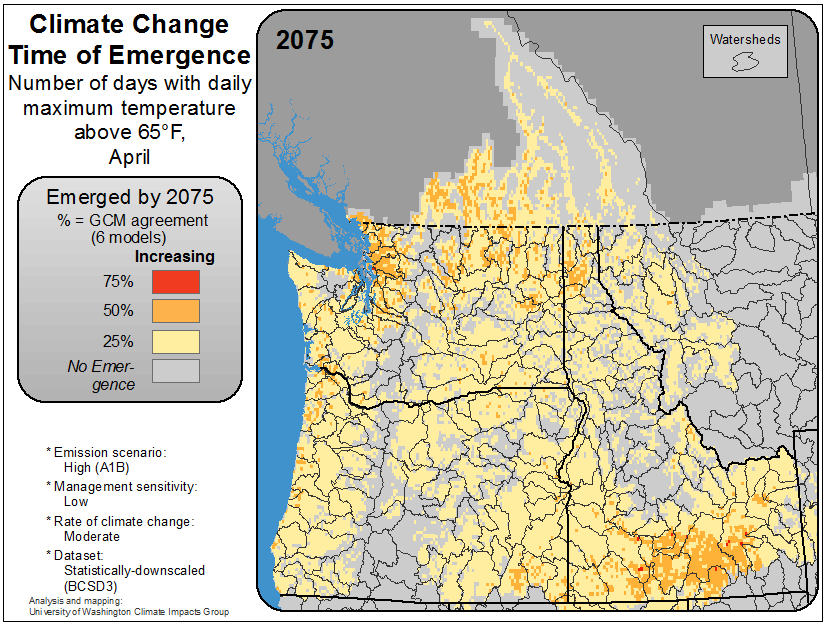 Climate Change
Time of Emergence
Number of days with daily
maximum temperature
above 65°F,
April
Emerged by 2075
% = GCM agreement
(6 models)
Increasing
75%
50%
25%
No Emer-
gence
* Emission scenario:
High (A1B)
* Management sensitivity:
Low
* Rate of climate change:
Moderate
* Dataset:
Statistically-downscaled
(BCSD3)
Analysis and mapping:
University of Washington Climate Impacts Group
2075
Watersheds